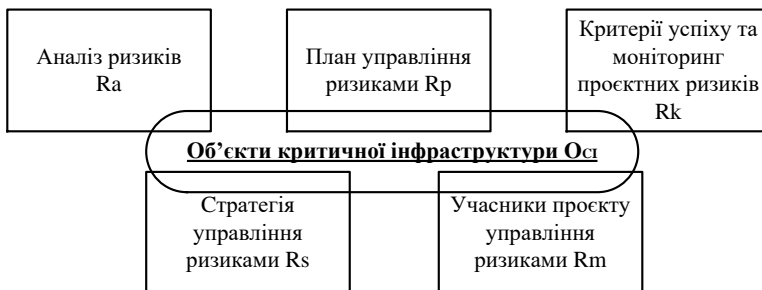 Аналіз ризиків
Ra
План управління
ризиками Rp
Критерії успіху та
моніторинг
проєктних ризиків
Rk
Об’єкти критичної інфраструктури OCI
Стратегія
управління
ризиками Rs
Учасники проєкту
управління
ризиками Rm